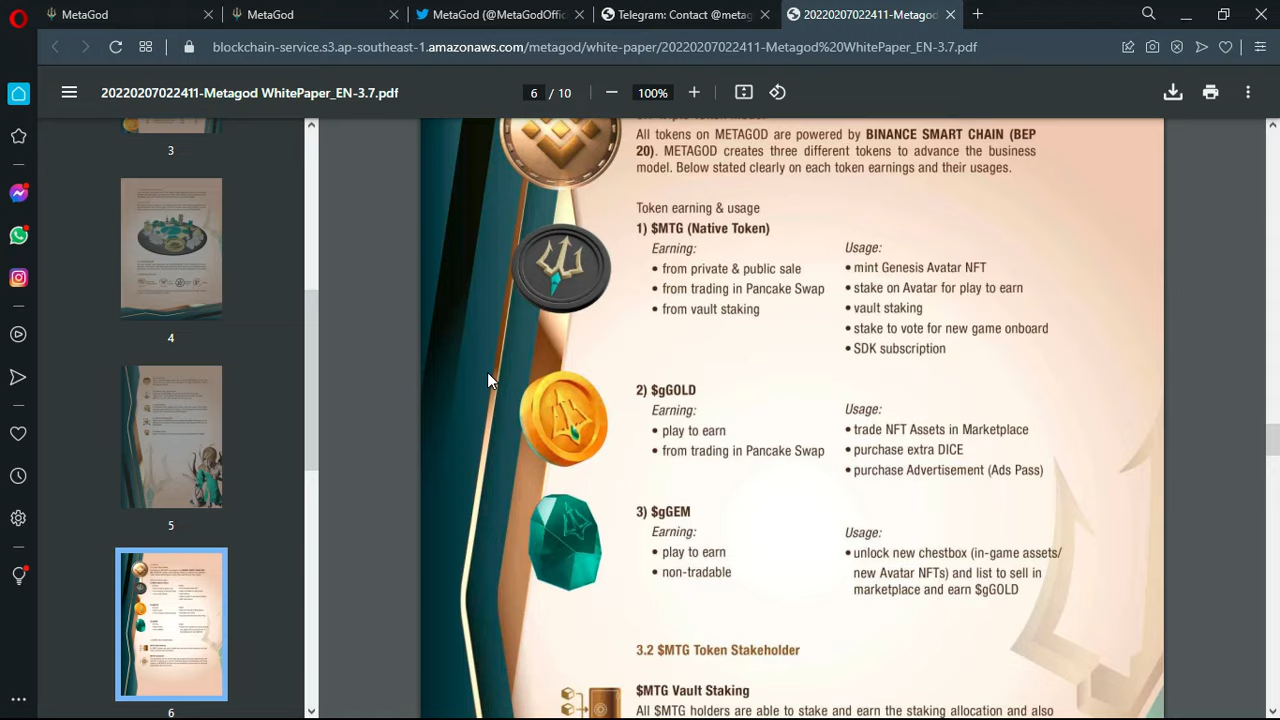 MetaGod
MetaGod
MetaGod (@MetaGodOffic
Telegram: Contact @metag
20220207022411-Metagod
blockchain-service.s3.ap-southeast-1.amazonaws.com/metagod/white-paper/20220207022411-Metagod%20WhitePaper_EN-3.7.pdf
20220207022411-Metagod WhitePaper_EN-3.7.pdf
6 / 10
100%
3
4
5
6
All tokens on METAGOD are powered by BINANCE SMART CHAIN (BEP
20). METAGOD creates three different tokens to advance the business
model. Below stated clearly on each token earnings and their usages.
Token earning & usage
1) $MTG (Native Token)
Earning:
• from private & public sale
• from trading in Pancake Swap
• from vault staking
Usage:
• mint Genesis Avatar NFT
• stake on Avatar for play to earn
• vault staking
• stake to vote for new game onboard
• SDK subscription
2) $gGOLD
Earning:
• play to earn
• from trading in Pancake Swap
Usage:
• trade NFT Assets in Marketplace
• purchase extra DICE
• purchase Advertisement (Ads Pass)
3) $gGEM
Earning:
• play to earn
• non-tradable
Usage:
• unlock new chestbox (in-game assets/
new Avatar NFTs) and list to sell in
marketplace and earn $gGOLD
3.2 $MTG Token Stakeholder
$MTG Vault Staking
All $MTG holders are able to stake and earn the staking allocation and also